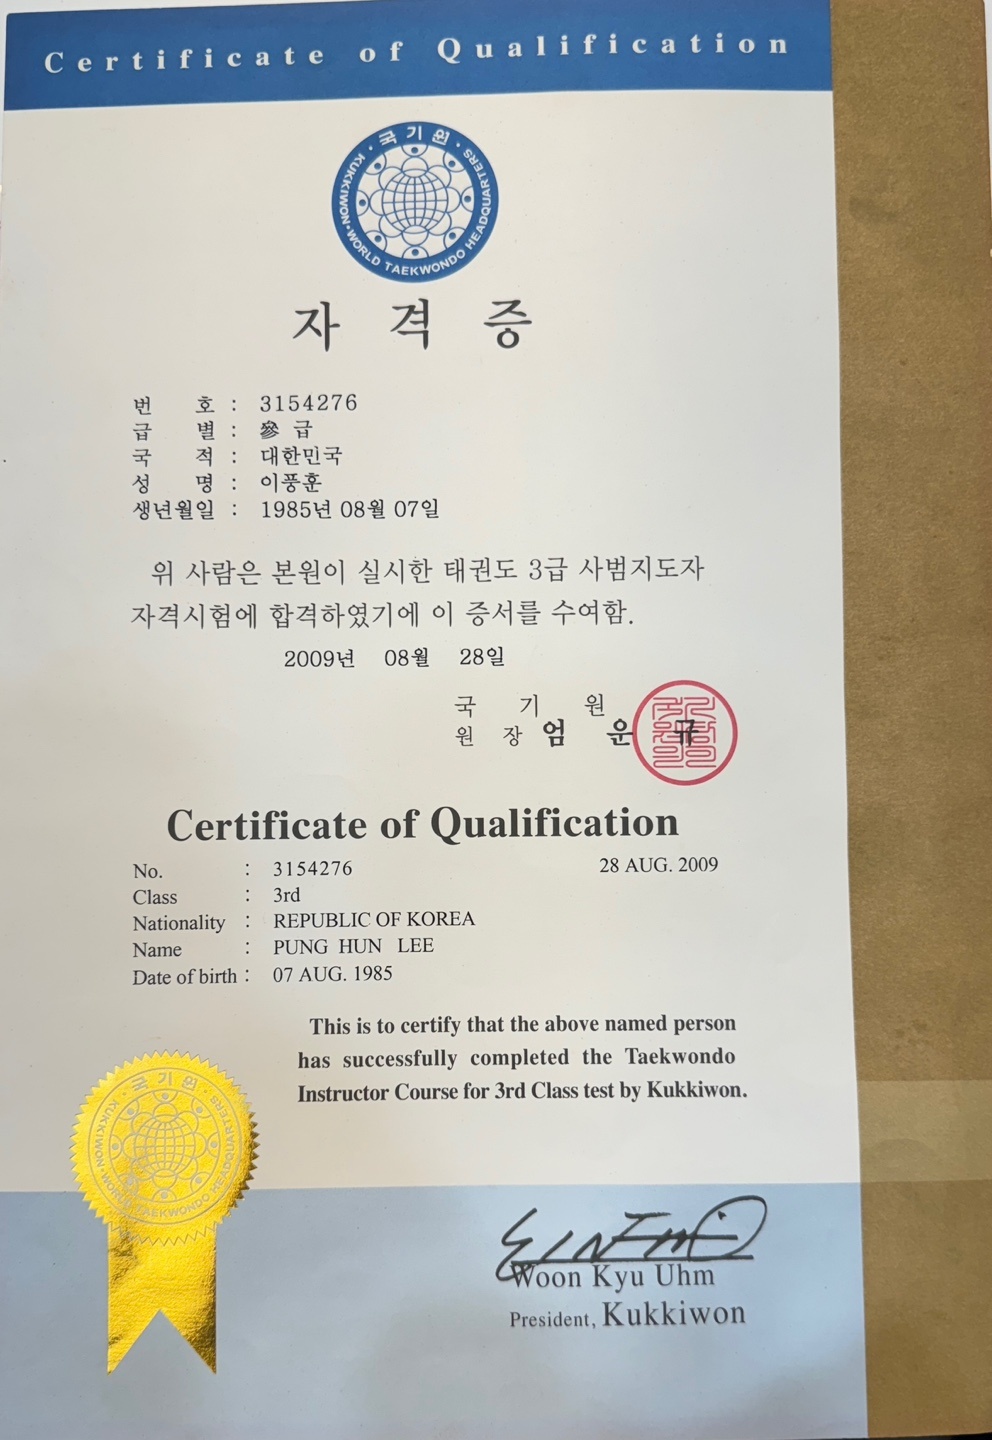 Certificate of Qualification
국기원
KUKKIWON·WORLD TAEKWONDO HEADQUARTERS
자 격 증
번 호 : 3154276
급 별 : 參 급
국 적 : 대한민국
성 명 : 이풍훈
생년월일 : 1985년 08월 07일
위 사람은 본원이 실시한 태권도 3급 사범지도자
자격시험에 합격하였기에 이 증서를 수여함.
2009년 08월 28일
국 기 원
원 장 엄 운 규
Certificate of Qualification
No. : 3154276 28 AUG. 2009
Class : 3rd
Nationality : REPUBLIC OF KOREA
Name : PUNG HUN LEE
Date of birth : 07 AUG. 1985
This is to certify that the above named person
has successfully completed the Taekwondo
Instructor Course for 3rd Class test by Kukkiwon.
국기원
KUKKIWON·WORLD TAEKWONDO HEADQUARTERS
Woon Kyu Uhm
President, Kukkiwon